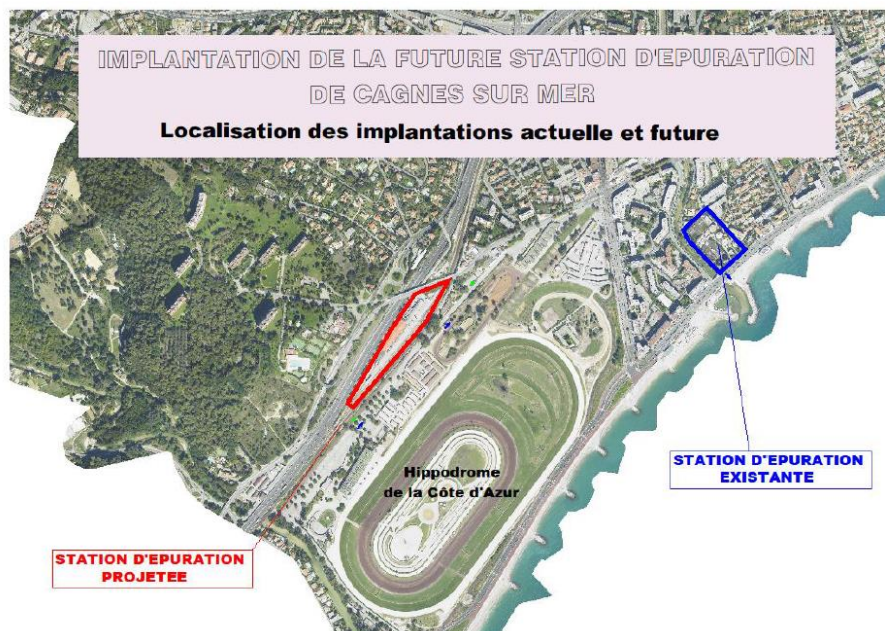 IMPLANTATION DE LA FUTURE STATION D'EPURATION
DE CAGNES SUR MER
Localisation des implantations actuelle et future
STATION D'EPURATION
EXISTANTE
Hippodrome
de la Côte d'Azur
STATION D'EPURATION
PROJETEE